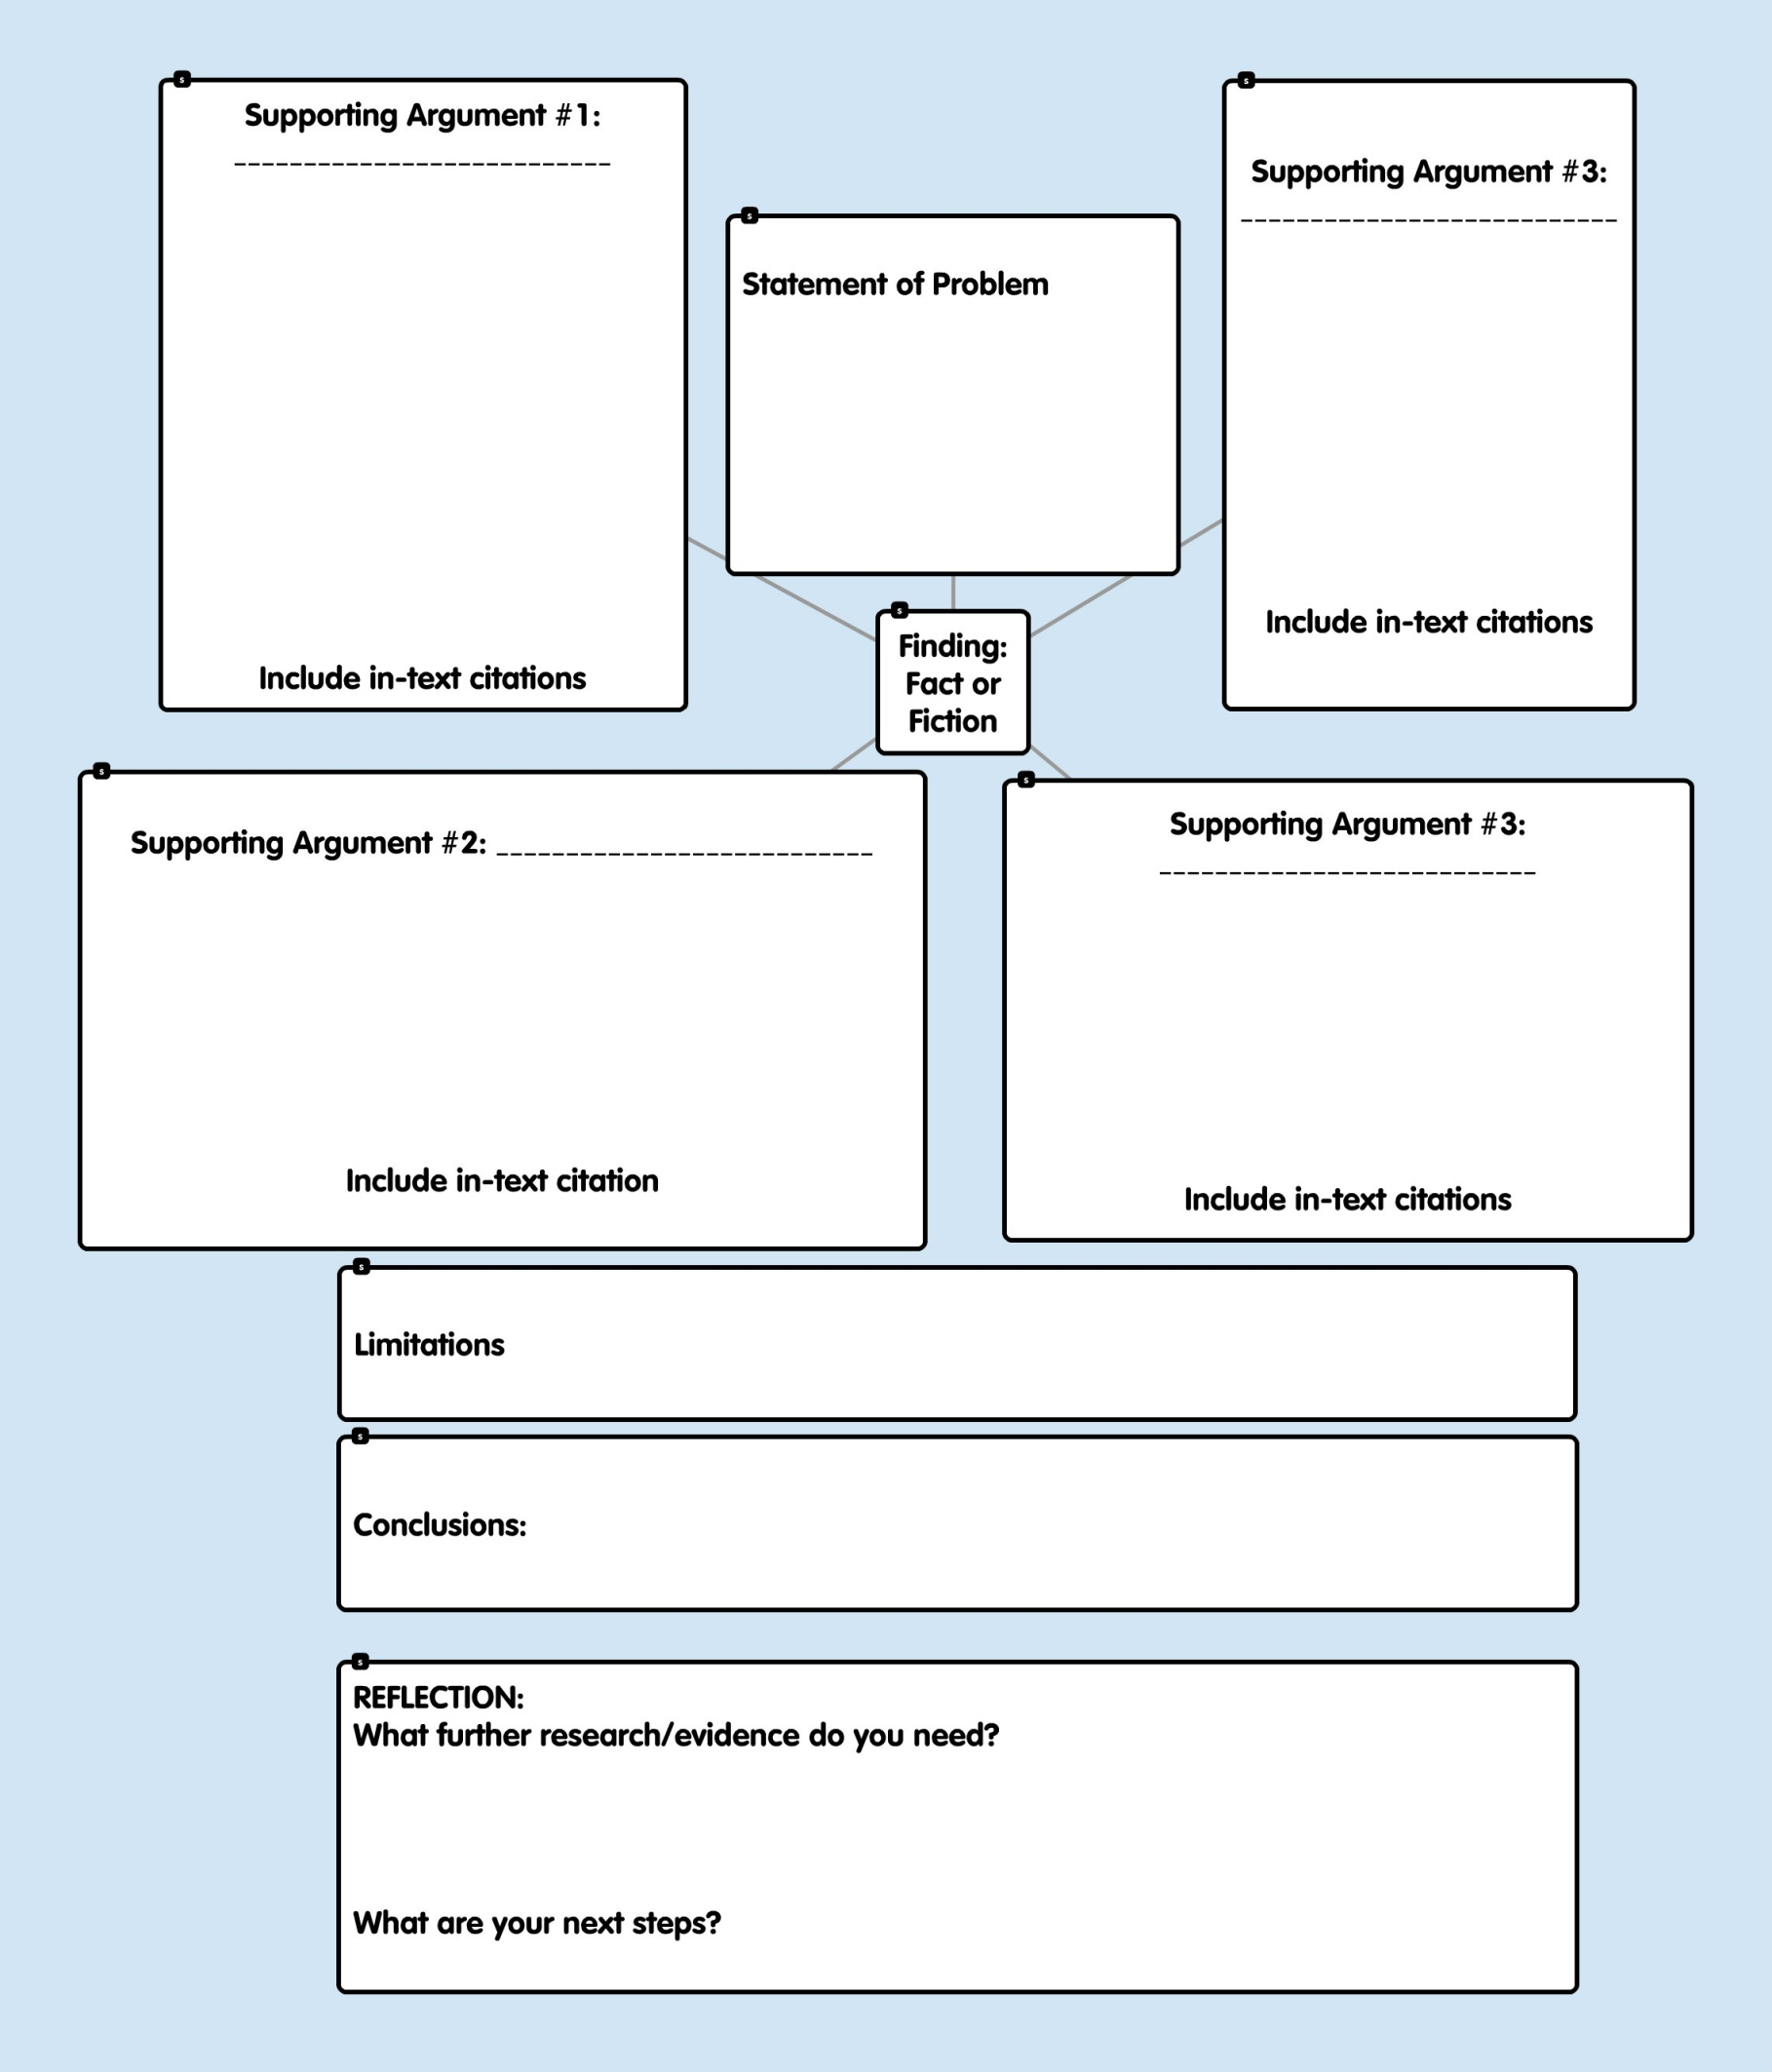 Supporting Argument #1:
___________________________
Include in-text citations
Statement of Problem
Supporting Argument #3:
___________________________
Include in-text citations
Finding:
Fact or
Fiction
Supporting Argument #2: ___________________________
Include in-text citation
Supporting Argument #3:
___________________________
Include in-text citations
Limitations
Conclusions:
REFLECTION:
What further research/evidence do you need?
What are your next steps?